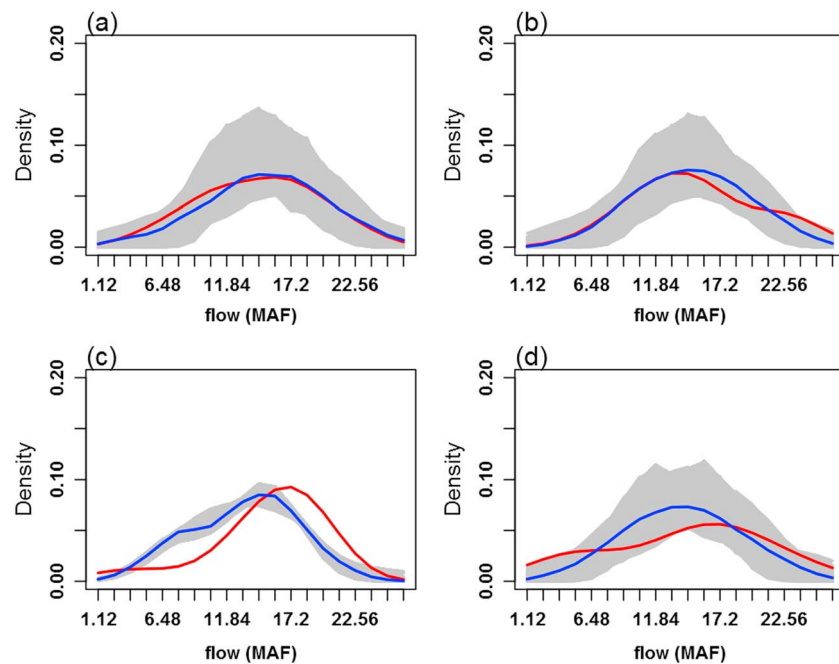 (a)
0.20
0.10
0.00
Density
1.12 6.48 11.84 17.2 22.56
flow (MAF)
(b)
0.20
0.10
0.00
Density
1.12 6.48 11.84 17.2 22.56
flow (MAF)
(c)
0.20
0.10
0.00
Density
1.12 6.48 11.84 17.2 22.56
flow (MAF)
(d)
0.20
0.10
0.00
Density
1.12 6.48 11.84 17.2 22.56
flow (MAF)